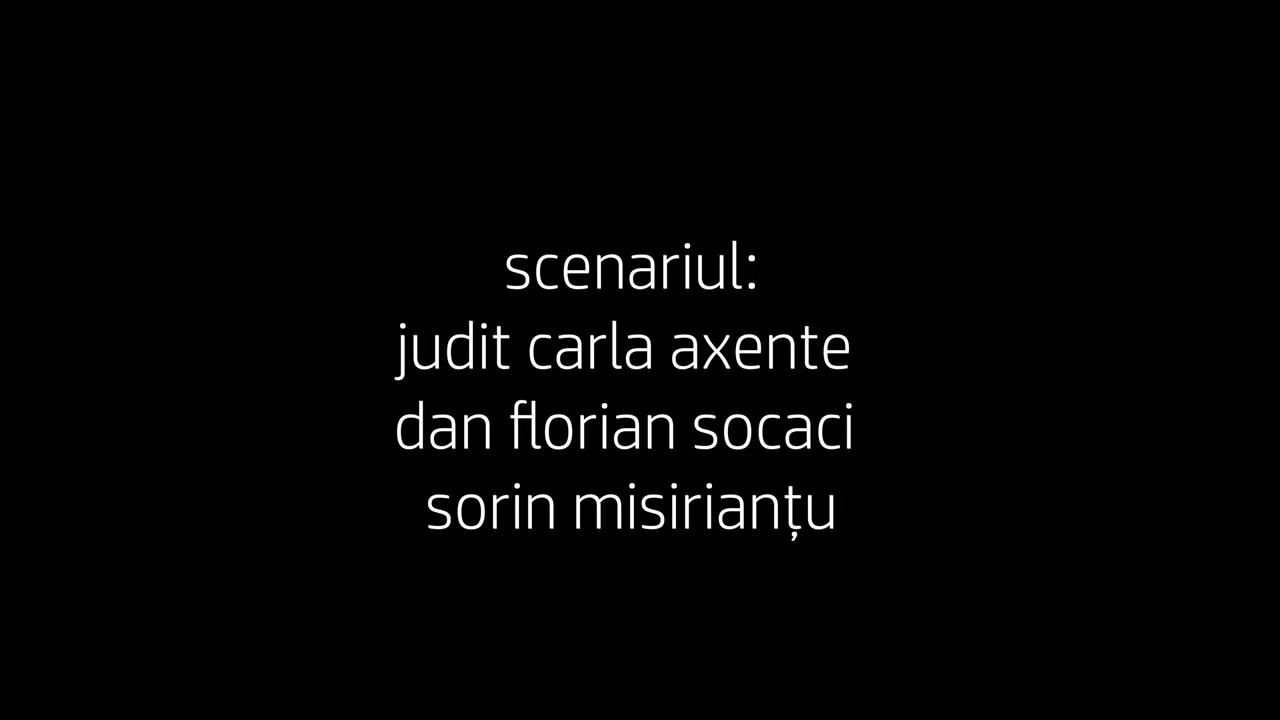 scenariul:
judit carla axente
dan florian socaci
sorin misirianțu